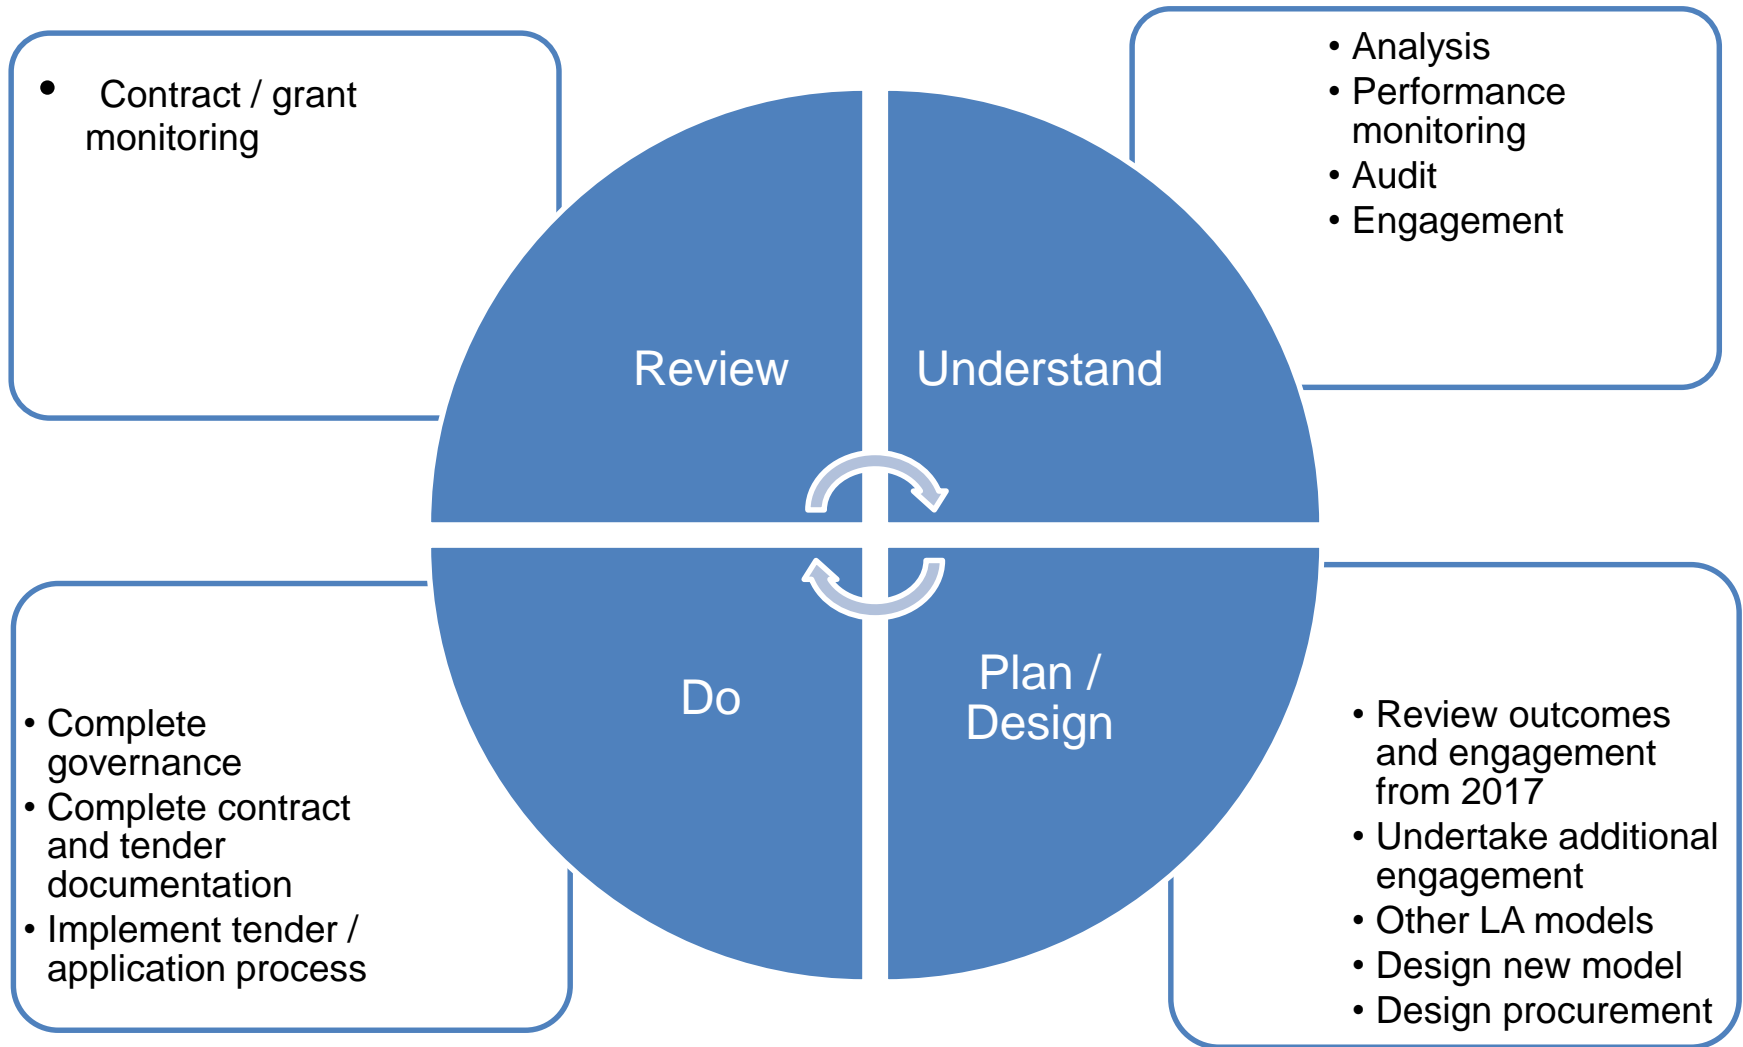 • Contract / grant
monitoring
• Analysis
• Performance
monitoring
• Audit
• Engagement
Review
Understand
Do
Plan /
Design
• Complete
governance
• Complete contract
and tender
documentation
• Implement tender /
application process
• Review outcomes
and engagement
from 2017
• Undertake additional
engagement
• Other LA models
• Design new model
• Design procurement